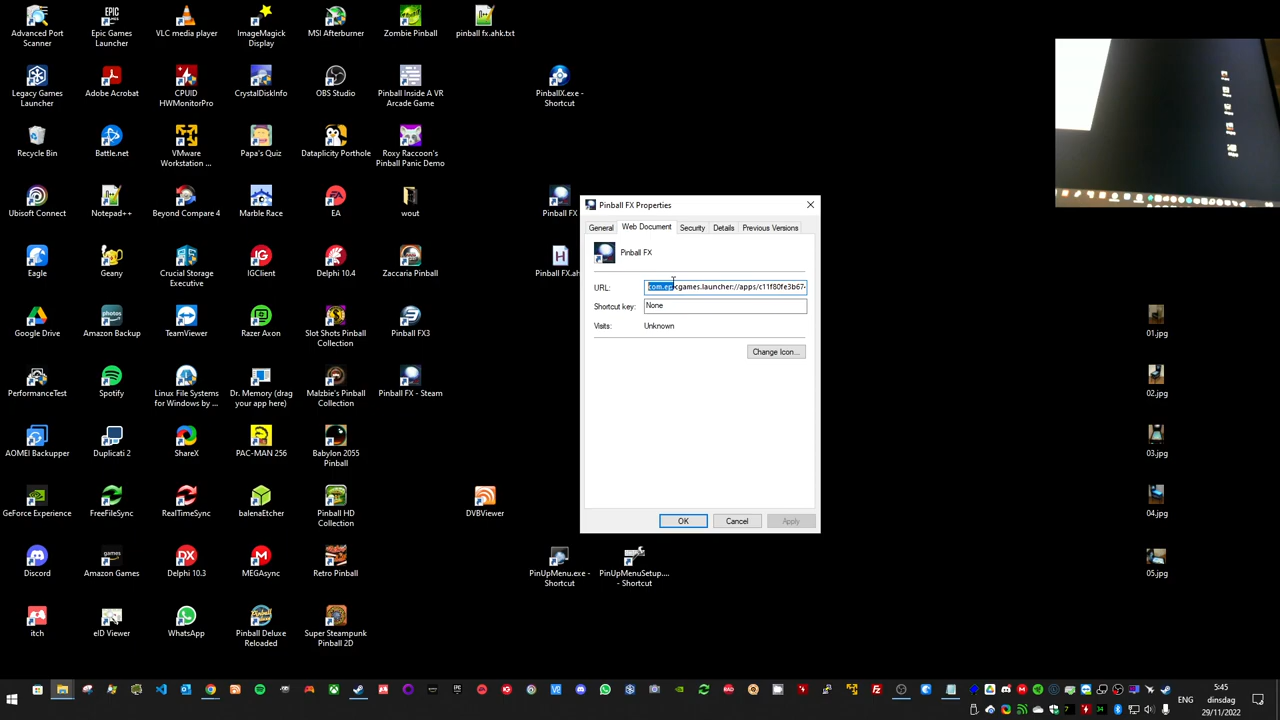 Advanced Port
Scanner
Epic Games
Launcher
VLC media player
ImageMagick
Display
MSI Afterburner
Zombie Pinball
pinball fx.ahk.txt
Legacy Games
Launcher
Adobe Acrobat
CPUID
HWMonitorPro
CrystalDiskInfo
OBS Studio
Pinball Inside A VR
Arcade Game
PinballX.exe -
Shortcut
Recycle Bin
Battle.net
VMware
Workstation ...
Papa's Quiz
Dataplicity Porthole
Roxy Raccoon's
Pinball Panic Demo
Ubisoft Connect
Notepad++
Beyond Compare 4
Marble Race
EA
wout
Pinball FX
Eagle
Geany
Crucial Storage
Executive
IGClient
Delphi 10.4
Zaccaria Pinball
Pinball FX.ah
Google Drive
Amazon Backup
TeamViewer
Razer Axon
Slot Shots Pinball
Collection
Pinball FX3
PerformanceTest
Spotify
Linux File Systems
for Windows by ...
Dr. Memory (drag
your app here)
Malzbie's Pinball
Collection
Pinball FX - Steam
AOMEI Backupper
Duplicati 2
ShareX
PAC-MAN 256
Babylon 2055
Pinball
GeForce Experience
FreeFileSync
RealTimeSync
balenaEtcher
Pinball HD
Collection
DVBViewer
Discord
Amazon Games
Delphi 10.3
MEGAsync
Retro Pinball
PinUpMenu.exe -
Shortcut
PinUpMenuSetup....
- Shortcut
itch
eID Viewer
WhatsApp
Pinball Deluxe
Reloaded
Super Steampunk
Pinball 2D
Pinball FX Properties
General
Web Document
Security
Details
Previous Versions
Pinball FX
URL:
com.epicgames.launcher://apps/c11f80fe3b674
Shortcut key:
None
Visits:
Unknown
Change Icon...
OK
Cancel
Apply
01.jpg
02.jpg
03.jpg
04.jpg
05.jpg
ENG
5:45
dinsdag
29/11/2022